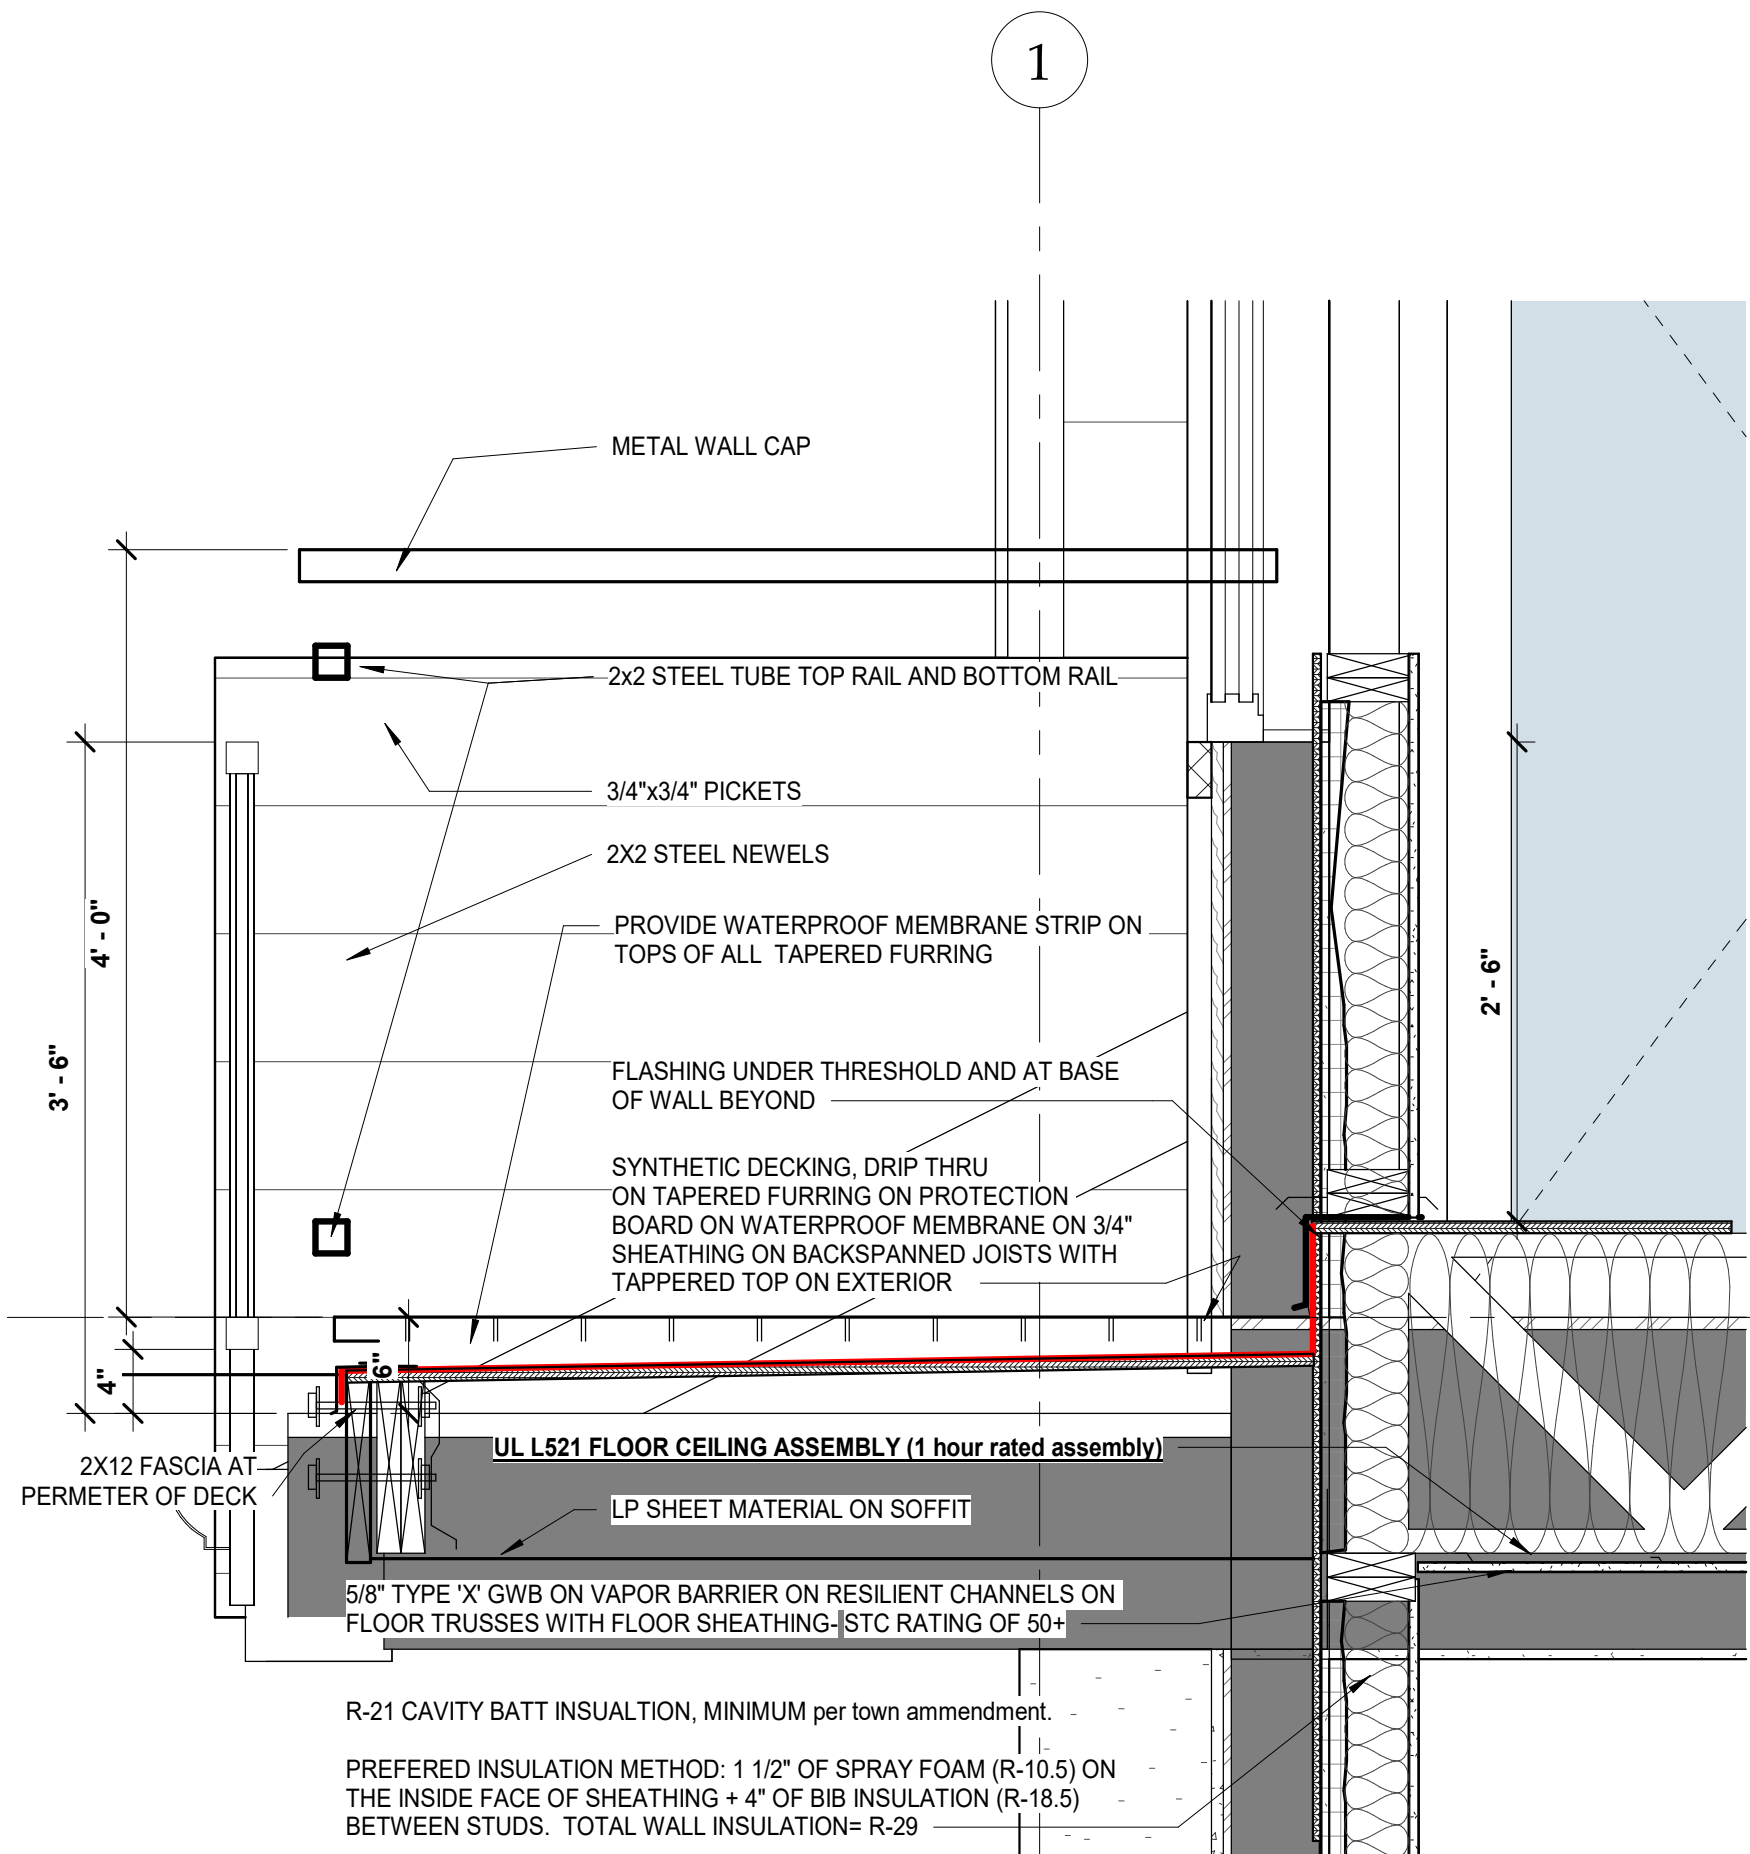 1
METAL WALL CAP
2x2 STEEL TUBE TOP RAIL AND BOTTOM RAIL
3/4"x3/4" PICKETS
2X2 STEEL NEWELS
4' - 0"
PROVIDE WATERPROOF MEMBRANE STRIP ON
TOPS OF ALL TAPERED FURRING
2' - 6"
3' - 6"
FLASHING UNDER THRESHOLD AND AT BASE
OF WALL BEYOND
SYNTHETIC DECKING, DRIP THRU
ON TAPERED FURRING ON PROTECTION
BOARD ON WATERPROOF MEMBRANE ON 3/4"
SHEATHING ON BACKSPANNED JOISTS WITH
TAPPERED TOP ON EXTERIOR
6"
4"
UL L521 FLOOR CEILING ASSEMBLY (1 hour rated assembly)
2X12 FASCIA AT
PERMETER OF DECK
LP SHEET MATERIAL ON SOFFIT
5/8" TYPE 'X' GWB ON VAPOR BARRIER ON RESILIENT CHANNELS ON
FLOOR TRUSSES WITH FLOOR SHEATHING- STC RATING OF 50+
R-21 CAVITY BATT INSUALTION, MINIMUM per town ammendment.
PREFERED INSULATION METHOD: 1 1/2" OF SPRAY FOAM (R-10.5) ON
THE INSIDE FACE OF SHEATHING + 4" OF BIB INSULATION (R-18.5)
BETWEEN STUDS. TOTAL WALL INSULATION= R-29